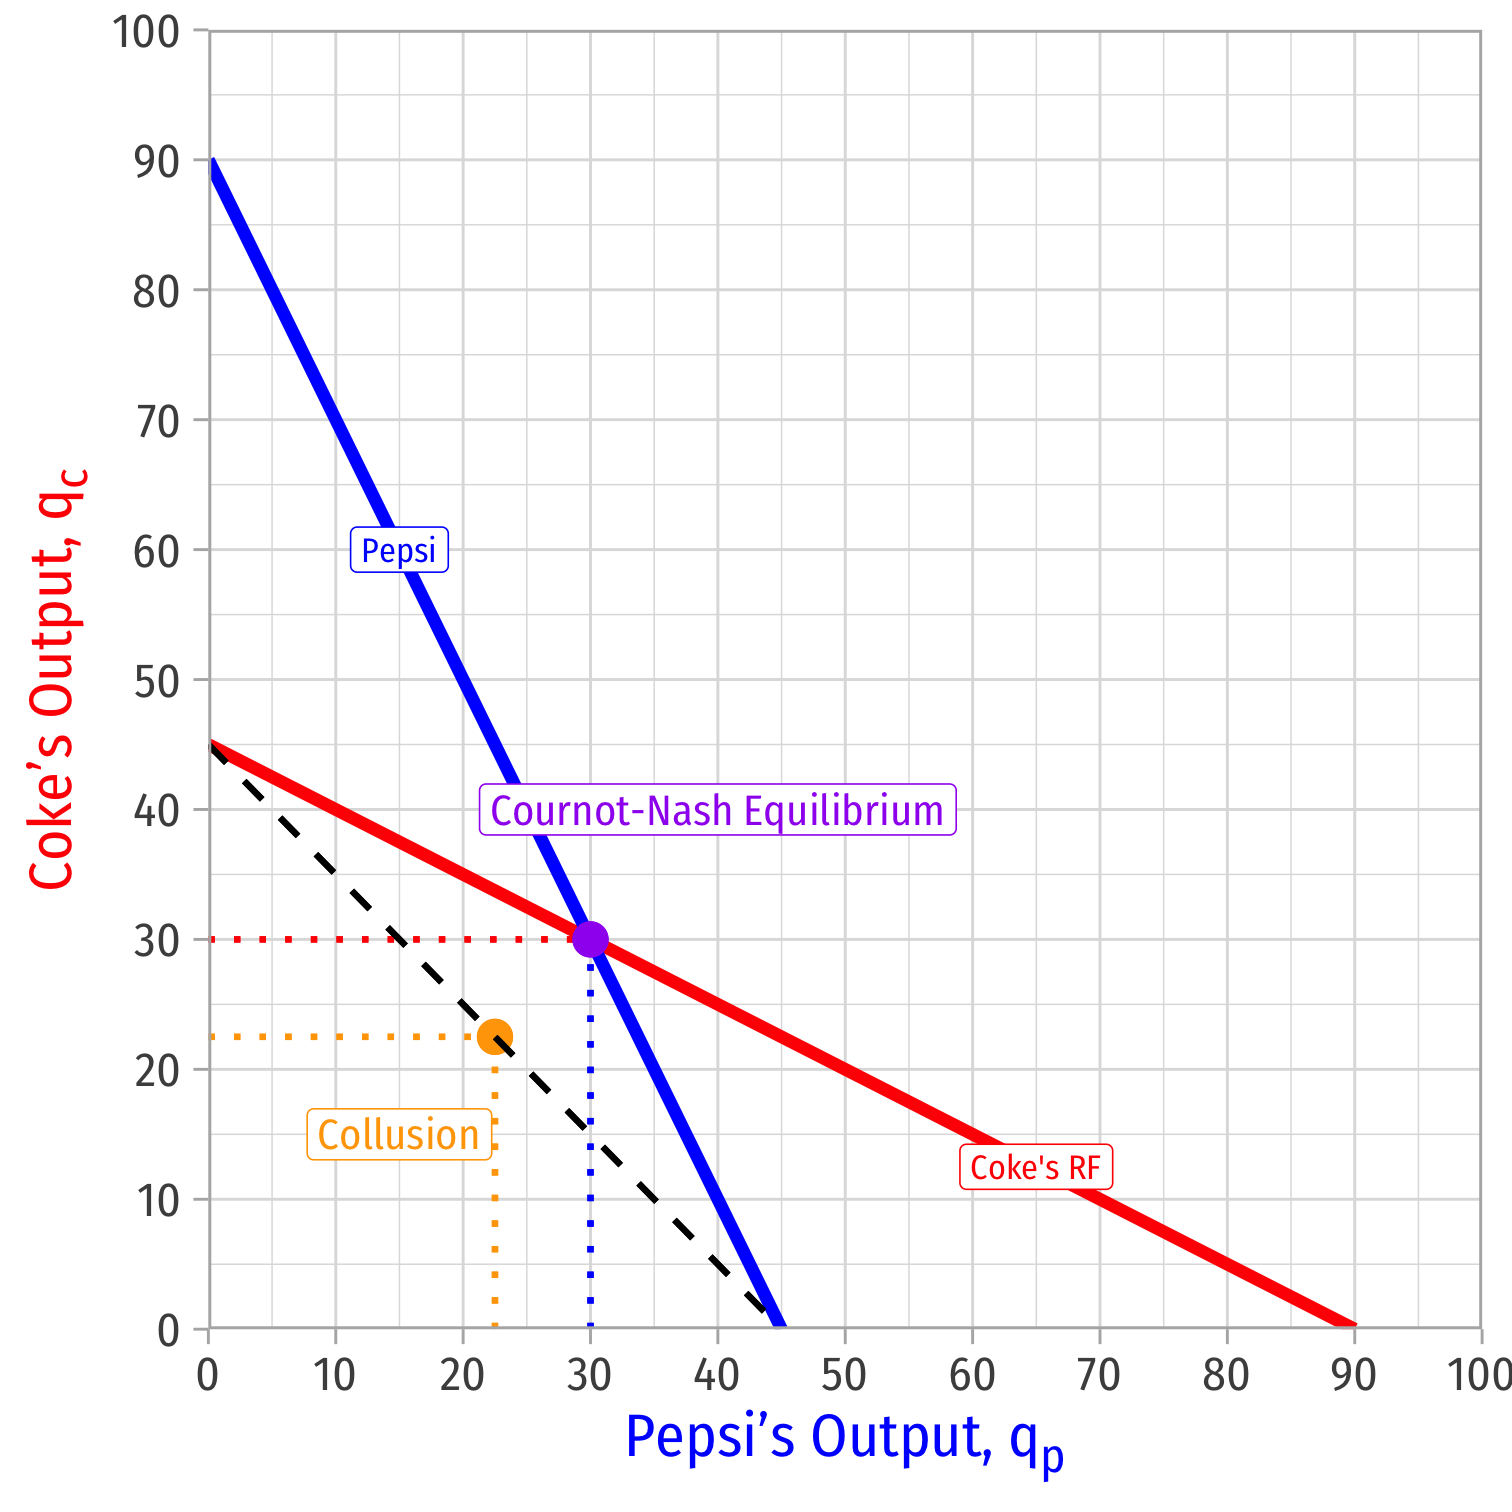 100
90
80
70
60
50
40
30
20
10
0
Coke’s Output, qc
Pepsi
Cournot-Nash Equilibrium
Collusion
Coke's RF
0 10 20 30 40 50 60 70 80 90 100
Pepsi’s Output, qp